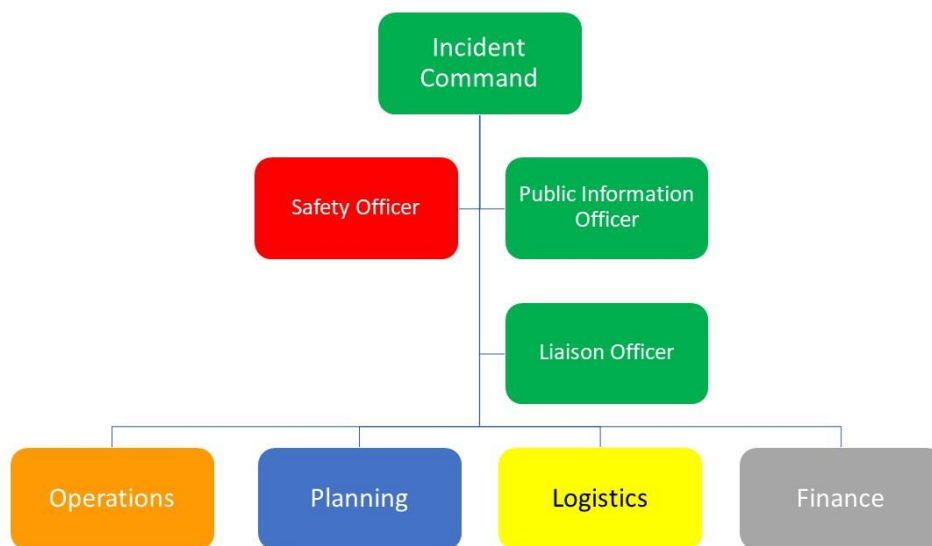 Incident
Command
Safety Officer
Public Information
Officer
Liaison Officer
Operations
Planning
Logistics
Finance